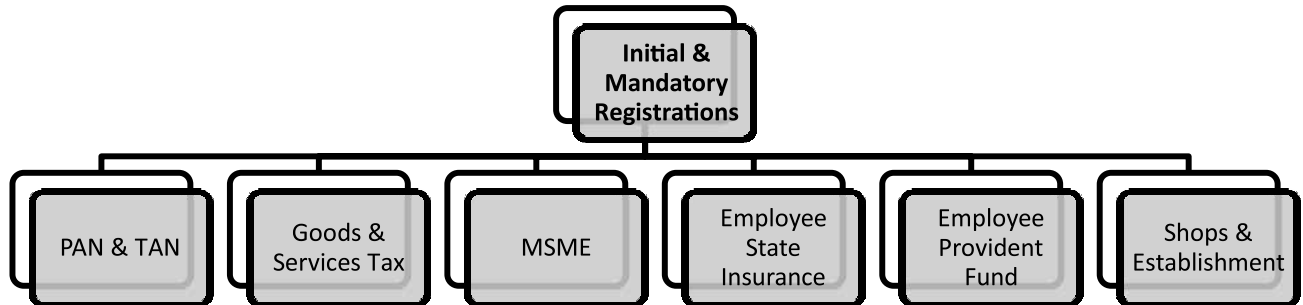 Initial &
Mandatory
Registrations
PAN & TAN
Goods &
Services Tax
MSME
Employee
State
Insurance
Employee
Provident
Fund
Shops &
Establishment